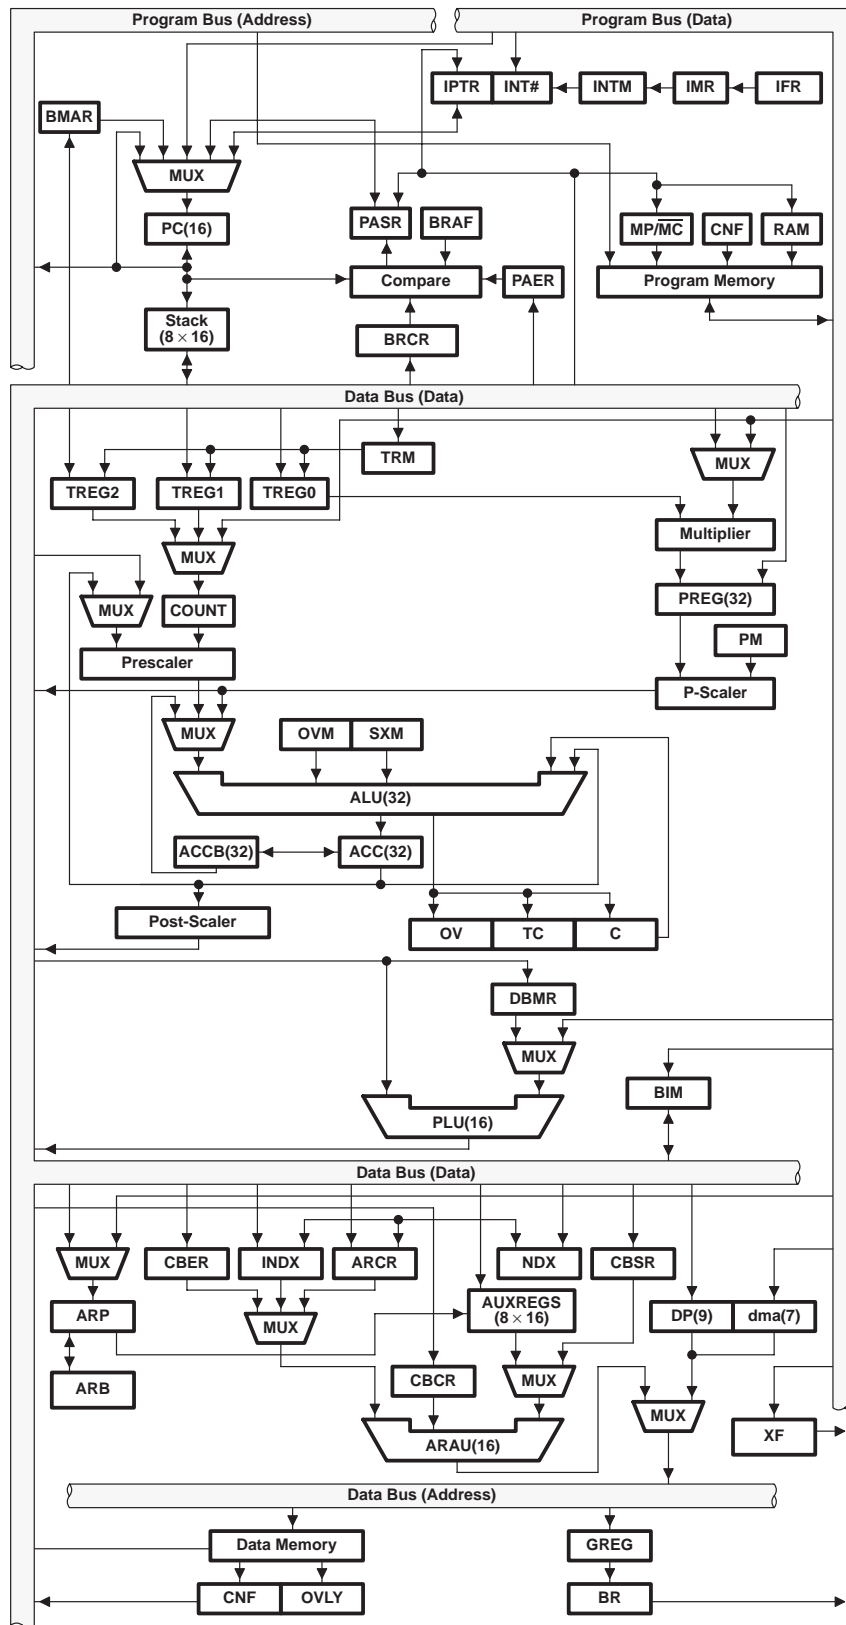 Program Bus (Address)
Program Bus (Data)
IPTR
INT#
INTM
IMR
IFR
BMAR
MUX
PC(16)
PASR
BRAF
MP/MC
CNF
RAM
Compare
PAER
Program Memory
Stack
(8 × 16)
BRCR
Data Bus (Data)
TRM
MUX
TREG2
TREG1
TREG0
Multiplier
MUX
MUX
COUNT
PREG(32)
PM
Prescaler
P-Scaler
MUX
OVM
SXM
ALU(32)
ACCB(32)
ACC(32)
Post-Scaler
OV
TC
C
DBMR
MUX
BIM
PLU(16)
Data Bus (Data)
MUX
CBER
INDX
ARCR
NDX
CBSR
ARP
AUXREGS
(8 × 16)
DP(9)
dma(7)
MUX
ARB
CBCR
MUX
MUX
XF
ARAU(16)
Data Bus (Address)
Data Memory
GREG
CNF
OVLY
BR